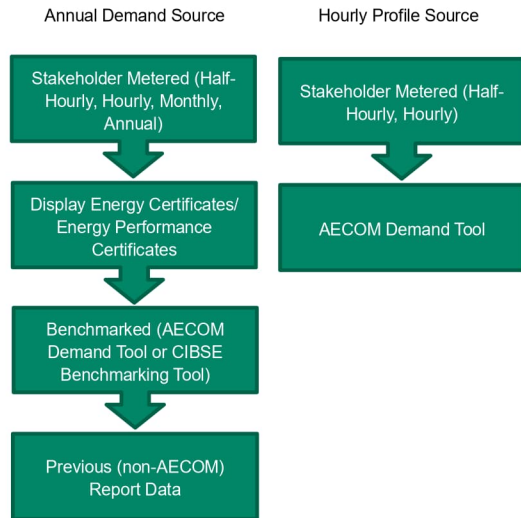 Annual Demand Source
Stakeholder Metered (Half-
Hourly, Hourly, Monthly,
Annual)
Display Energy Certificates/
Energy Performance
Certificates
Benchmarked (AECOM
Demand Tool or CIBSE
Benchmarking Tool)
Previous (non-AECOM)
Report Data
Hourly Profile Source
Stakeholder Metered (Half-
Hourly, Hourly)
AECOM Demand Tool